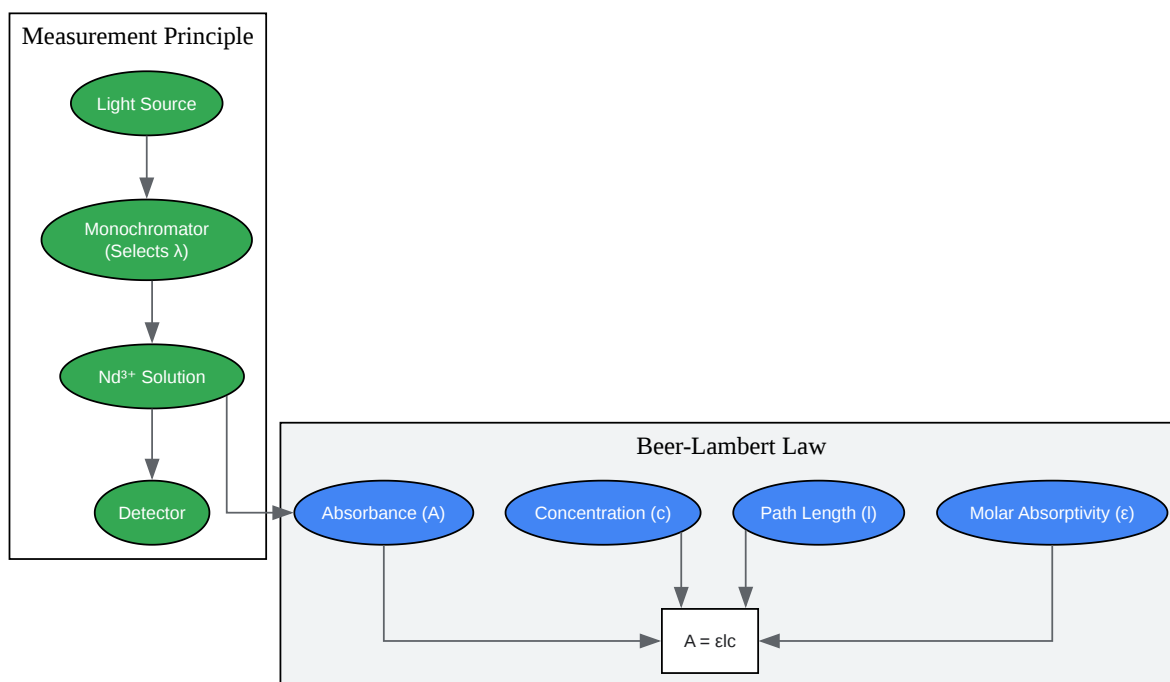 Measurement Principle
Light Source
Monochromator
(Selects λ)
Nd³⁺ Solution
Detector
Beer-Lambert Law
Absorbance (A)
Concentration (c)
Path Length (l)
Molar Absorptivity (ε)
A = εlc